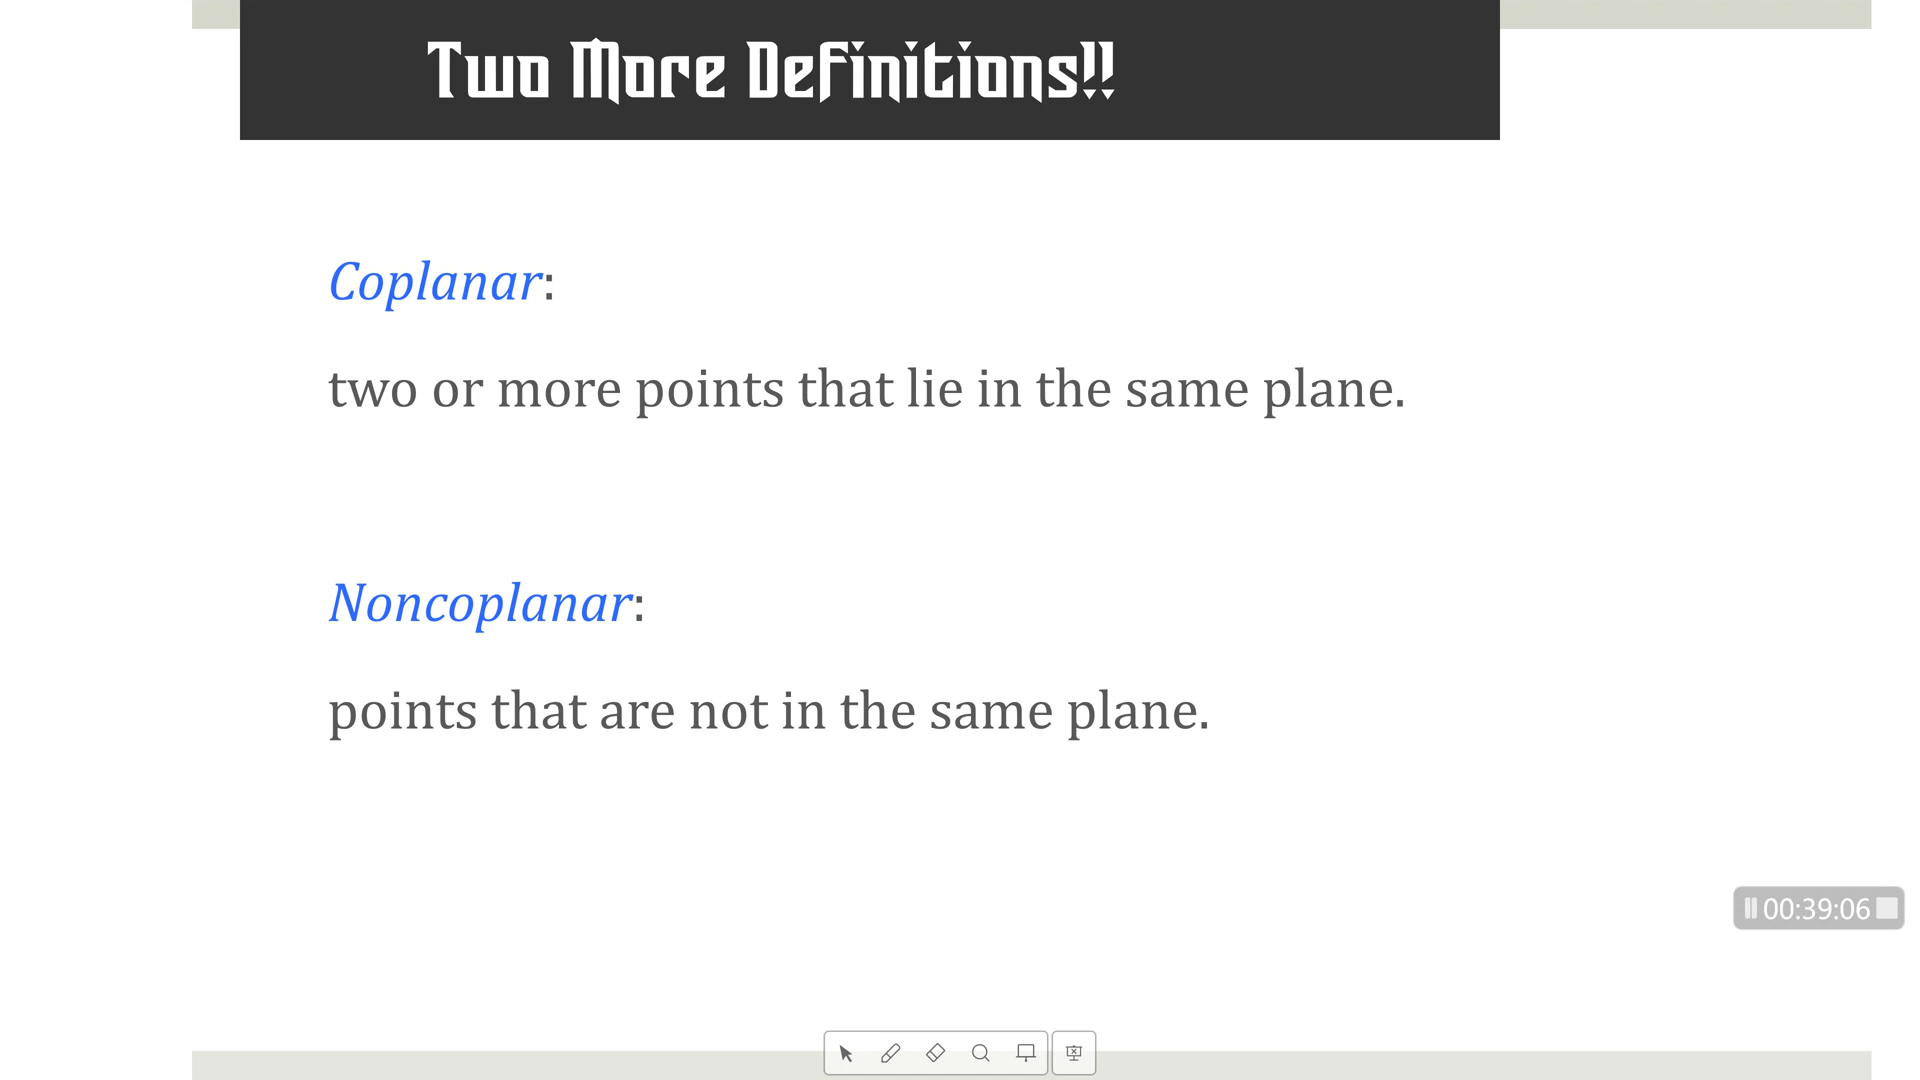 Two More Definitions!!
Coplanar:
two or more points that lie in the same plane.
Noncoplanar:
points that are not in the same plane.
00:39:06